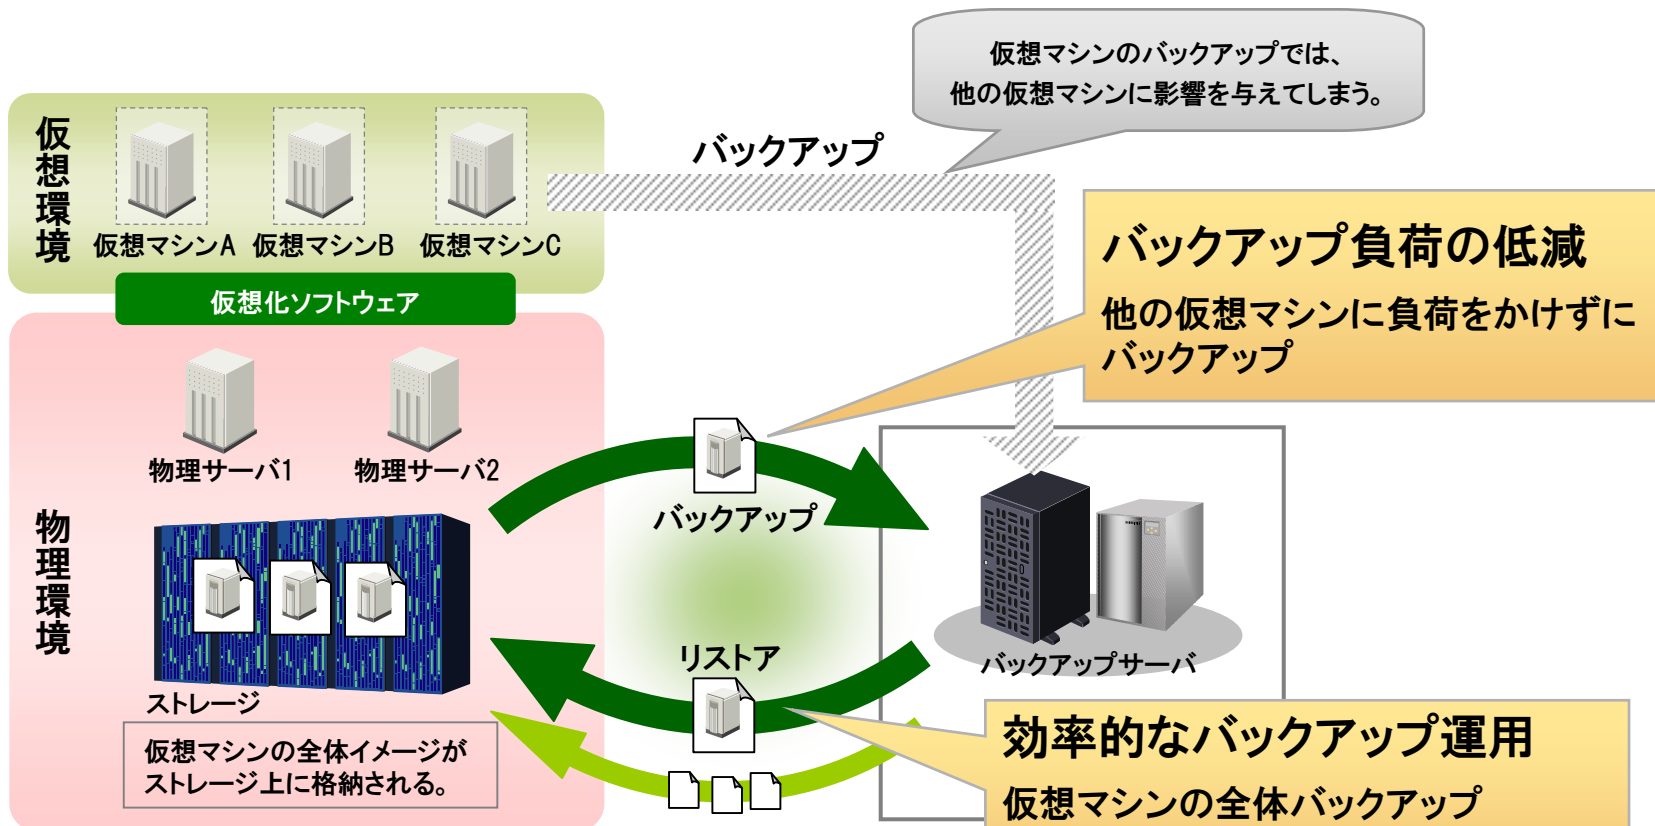 仮想マシンのバックアップでは、
他の仮想マシンに影響を与えてしまう。
仮想環境
仮想マシンA
仮想マシンB
仮想マシンC
バックアップ
仮想化ソフトウェア
バックアップ負荷の低減
他の仮想マシンに負荷をかけずに
バックアップ
物理環境
物理サーバ1
物理サーバ2
バックアップ
リストア
バックアップサーバ
ストレージ
仮想マシンの全体イメージが
ストレージ上に格納される。
効率的なバックアップ運用
仮想マシンの全体バックアップ